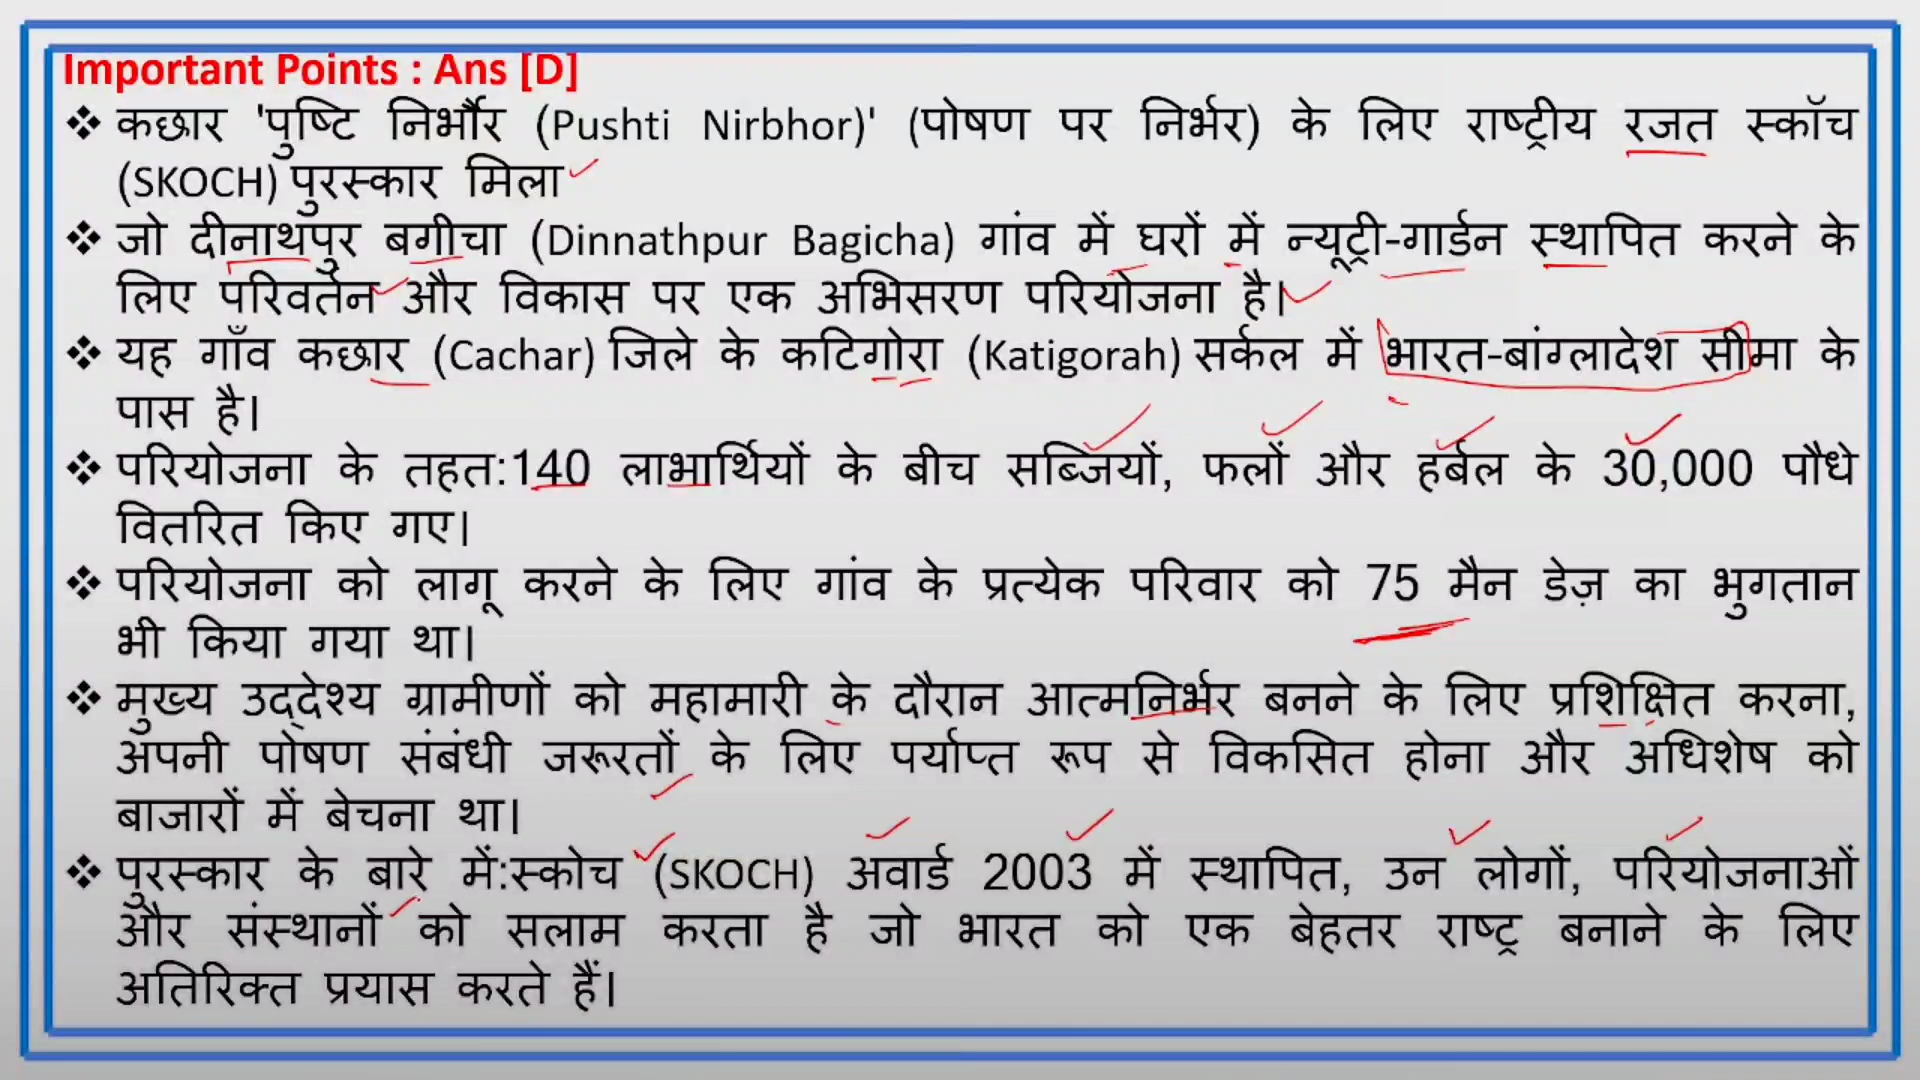 Important Points : Ans [D]
❖ कछार 'पुष्टि निर्भौर (Pushti Nirbhor)' (पोषण पर निर्भर) के लिए राष्ट्रीय रजत स्कॉच
(SKOCH) पुरस्कार मिला
❖ जो दीनाथपुर बगीचा (Dinnathpur Bagicha) गांव में घरों में न्यूट्री-गार्डन स्थापित करने के
लिए परिवर्तन और विकास पर एक अभिसरण परियोजना है।
❖ यह गाँव कछार (Cachar) जिले के कटिगोरा (Katigorah) सर्कल में भारत-बांग्लादेश सीमा के
पास है।
❖ परियोजना के तहत:140 लाभार्थियों के बीच सब्जियों, फलों और हर्बल के 30,000 पौधे
वितरित किए गए।
❖ परियोजना को लागू करने के लिए गांव के प्रत्येक परिवार को 75 मैन डेज़ का भुगतान
भी किया गया था।
❖ मुख्य उद्देश्य ग्रामीणों को महामारी के दौरान आत्मनिर्भर बनने के लिए प्रशिक्षित करना,
अपनी पोषण संबंधी जरूरतों के लिए पर्याप्त रूप से विकसित होना और अधिशेष को
बाजारों में बेचना था।
❖ पुरस्कार के बारे में:स्कोच (SKOCH) अवार्ड 2003 में स्थापित, उन लोगों, परियोजनाओं
और संस्थानों को सलाम करता है जो भारत को एक बेहतर राष्ट्र बनाने के लिए
अतिरिक्त प्रयास करते हैं।